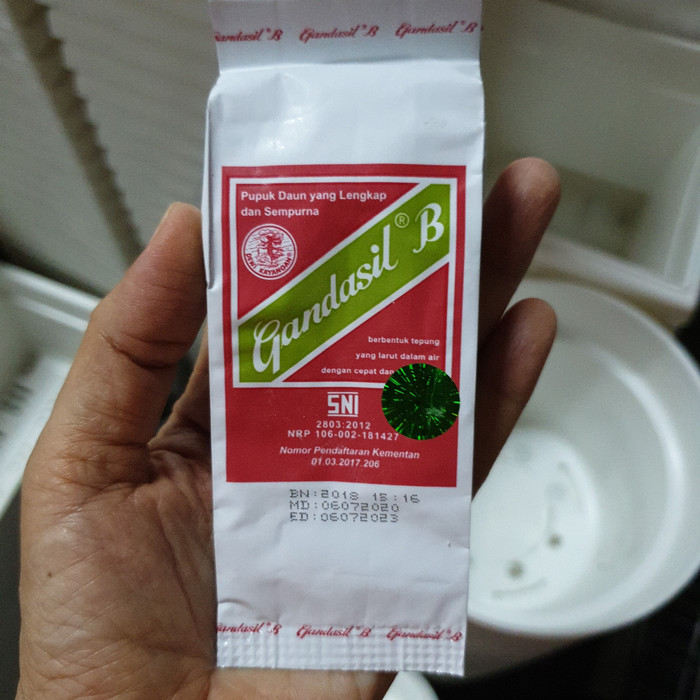 Gandasil® B Gandasil® B Gandasil® B
Pupuk Daun yang Lengkap
dan Sempurna
DEWI KAYANGAN
Gandasil® B
berbentuk tepung
yang larut dalam air
dengan cepat dan
SNI
2803:2012
NRP 106-002-181427
Nomor Pendaftaran Kementan
01.03.2017.206
BN:2018 15:16
MD:06072020
ED:06072023
Gandasil® B Gandasil® B Gandasil® B